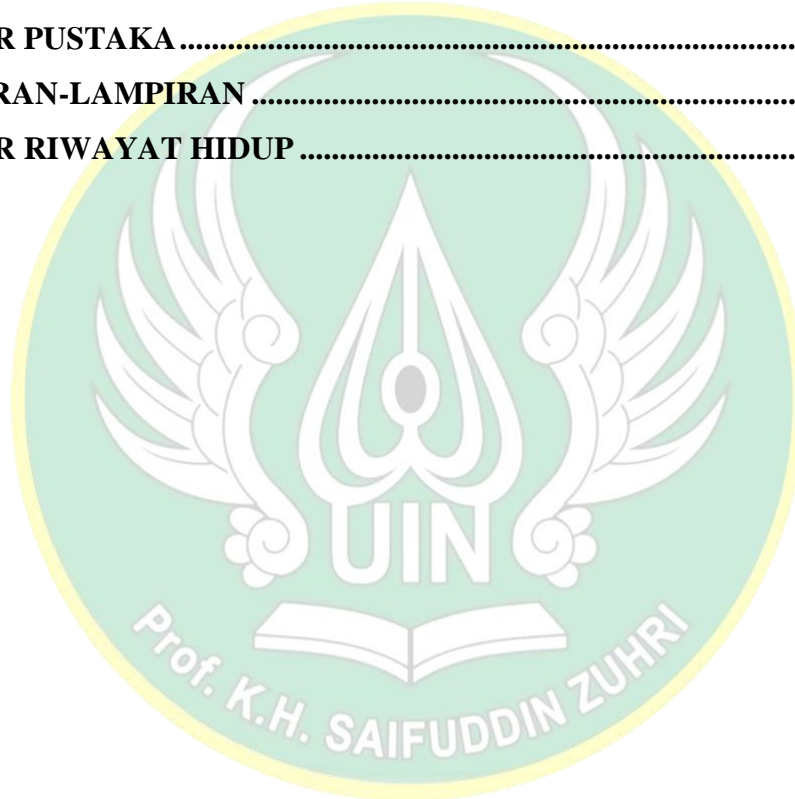 R PUSTAKA ................................................................................
RAN-LAMPIRAN .......................................................................
R RIWAYAT HIDUP ................................................................
UIN
Prof. K.H. SAIFUDDIN ZUHRI